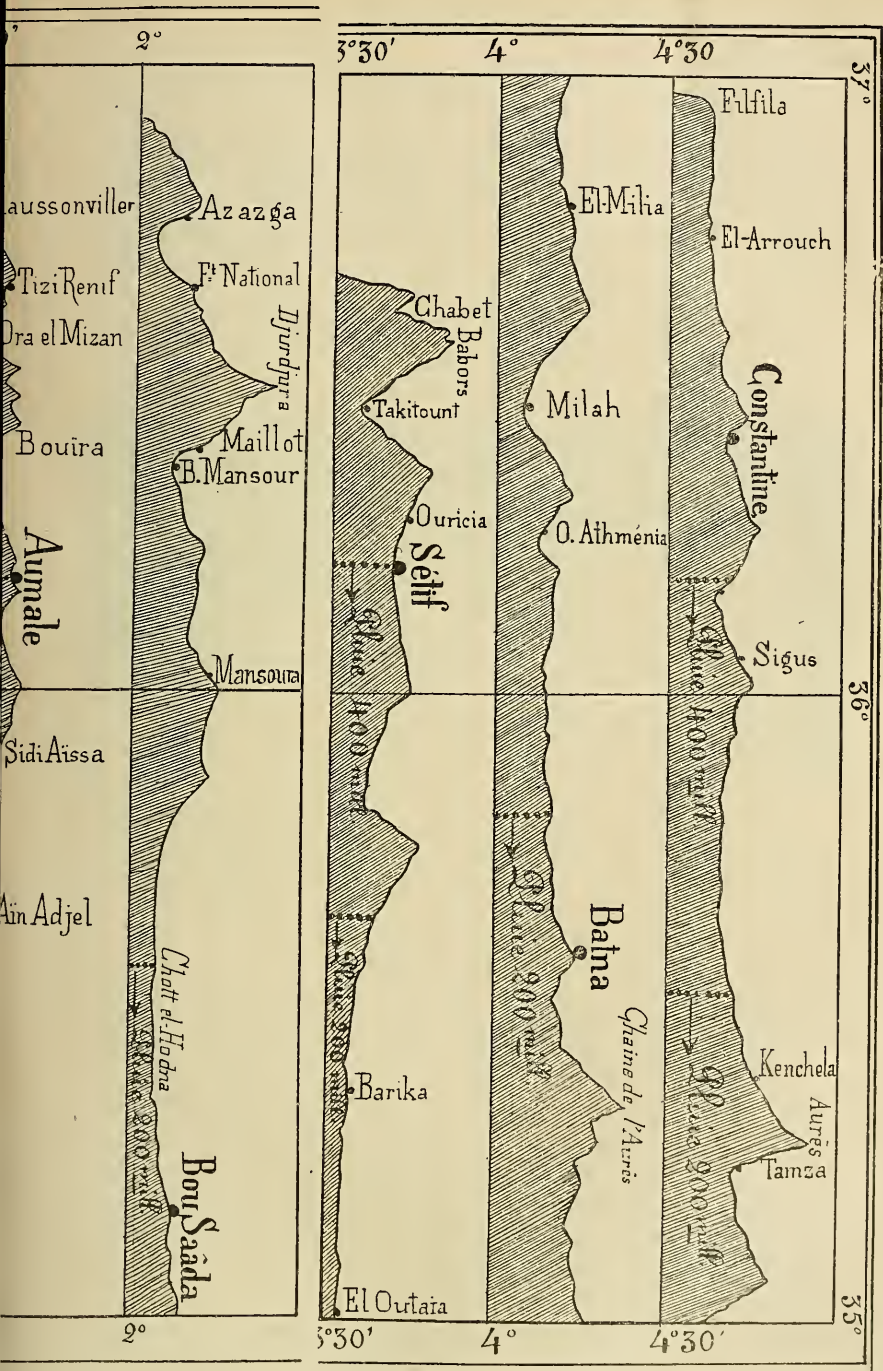 2°
3°30'
4°
4°30
37°
aussonviller
Azazga
Tizi Renif
Ft National
Djurdjura
Dra el Mizan
Bouïra
Maillot
B. Mansour
Aumale
Mansoura
Sidi Aïssa
Aïn Adjel
Chott el-Hodna
Pluie 200 mill.
Bou Saâda
2°
Chabet
Babors
Takitount
Ouricia
Sétif
Pluie 400 mill.
Pluie 200 mill.
Barika
El Outaia
3°30'
El-Milia
Milah
O. Athménia
Pluie 200 mill.
Batna
Chaine de l'Aurès
4°
Filfila
El-Arrouch
Constantine
Sigus
36°
Pluie 400 mill.
Kenchela
Aurès
Tamza
Pluie 200 mill.
4°30'
35°